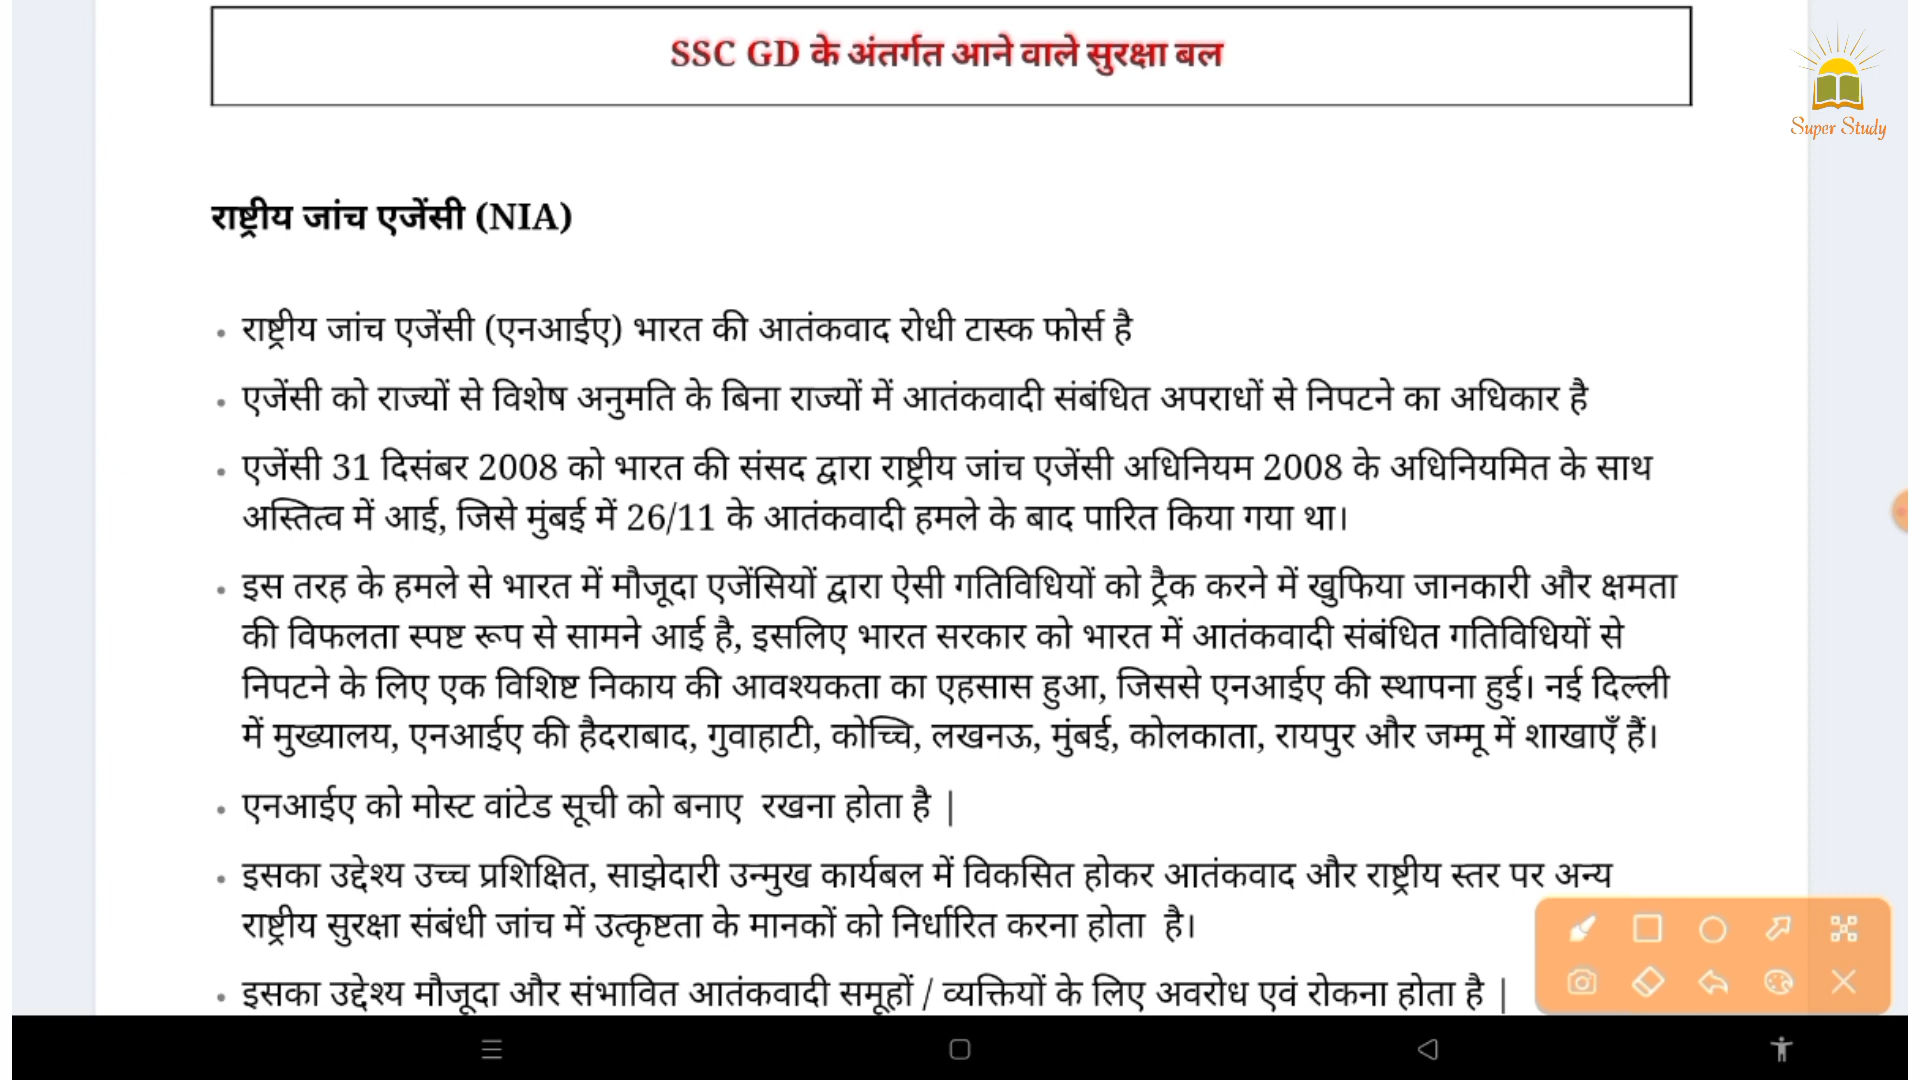 SSC GD के अंतर्गत आने वाले सुरक्षा बल
Super Study
राष्ट्रीय जांच एजेंसी (NIA)
• राष्ट्रीय जांच एजेंसी (एनआईए) भारत की आतंकवाद रोधी टास्क फोर्स है
• एजेंसी को राज्यों से विशेष अनुमति के बिना राज्यों में आतंकवादी संबंधित अपराधों से निपटने का अधिकार है
• एजेंसी 31 दिसंबर 2008 को भारत की संसद द्वारा राष्ट्रीय जांच एजेंसी अधिनियम 2008 के अधिनियमित के साथ
अस्तित्व में आई, जिसे मुंबई में 26/11 के आतंकवादी हमले के बाद पारित किया गया था।
• इस तरह के हमले से भारत में मौजूदा एजेंसियों द्वारा ऐसी गतिविधियों को ट्रैक करने में खुफिया जानकारी और क्षमता
की विफलता स्पष्ट रूप से सामने आई है, इसलिए भारत सरकार को भारत में आतंकवादी संबंधित गतिविधियों से
निपटने के लिए एक विशिष्ट निकाय की आवश्यकता का एहसास हुआ, जिससे एनआईए की स्थापना हुई। नई दिल्ली
में मुख्यालय, एनआईए की हैदराबाद, गुवाहाटी, कोच्चि, लखनऊ, मुंबई, कोलकाता, रायपुर और जम्मू में शाखाएँ हैं।
• एनआईए को मोस्ट वांटेड सूची को बनाए रखना होता है |
• इसका उद्देश्य उच्च प्रशिक्षित, साझेदारी उन्मुख कार्यबल में विकसित होकर आतंकवाद और राष्ट्रीय स्तर पर अन्य
राष्ट्रीय सुरक्षा संबंधी जांच में उत्कृष्टता के मानकों को निर्धारित करना होता है।
• इसका उद्देश्य मौजूदा और संभावित आतंकवादी समूहों / व्यक्तियों के लिए अवरोध एवं रोकना होता है |